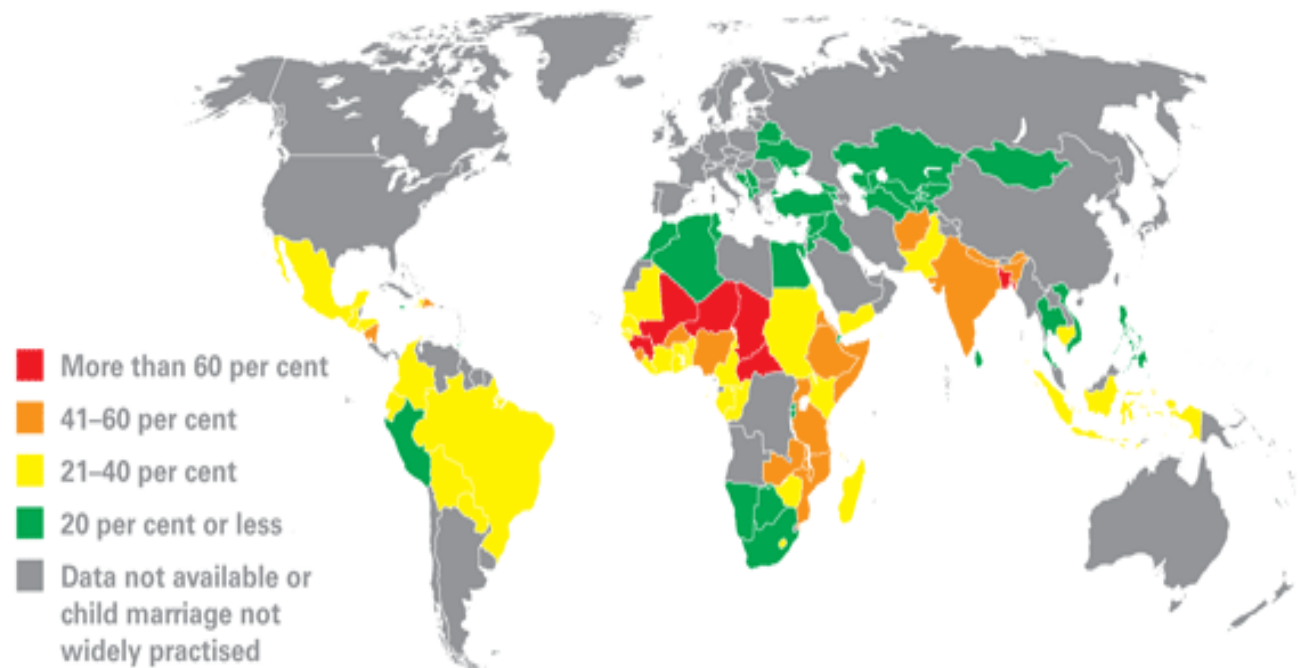 More than 60 per cent
41–60 per cent
21–40 per cent
20 per cent or less
Data not available or
child marriage not
widely practised